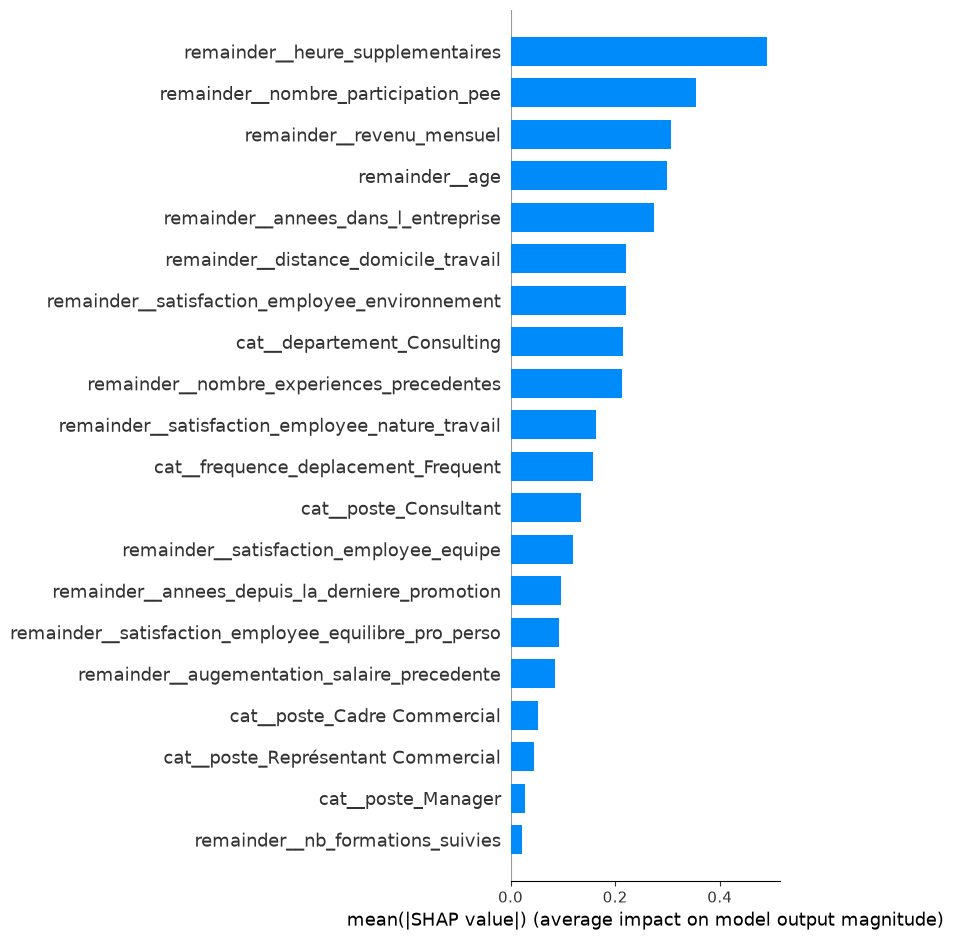 remainder__heure_supplementaires
remainder__nombre_participation_pee
remainder__revenu_mensuel
remainder__age
remainder__annees_dans_l_entreprise
remainder__distance_domicile_travail
remainder__satisfaction_employee_environnement
cat__departement_Consulting
remainder__nombre_experiences_precedentes
remainder__satisfaction_employee_nature_travail
cat__frequence_deplacement_Frequent
cat__poste_Consultant
remainder__satisfaction_employee_equipe
remainder__annees_depuis_la_derniere_promotion
remainder__satisfaction_employee_equilibre_pro_perso
remainder__augementation_salaire_precedente
cat__poste_Cadre Commercial
cat__poste_Représentant Commercial
cat__poste_Manager
remainder__nb_formations_suivies
0.0 0.2 0.4
mean(|SHAP value|) (average impact on model output magnitude)